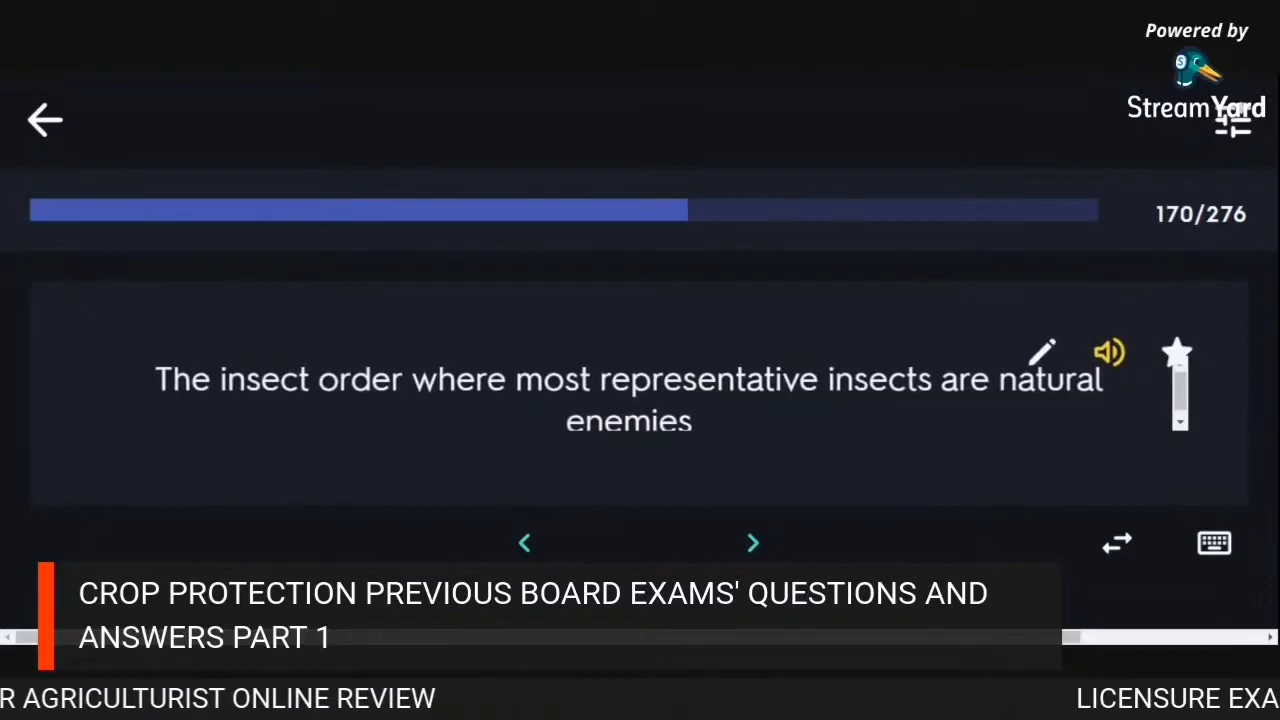 Powered by
StreamYard
170/276
The insect order where most representative insects are natural
enemies
CROP PROTECTION PREVIOUS BOARD EXAMS' QUESTIONS AND
ANSWERS PART 1
R AGRICULTURIST ONLINE REVIEW LICENSURE EXA